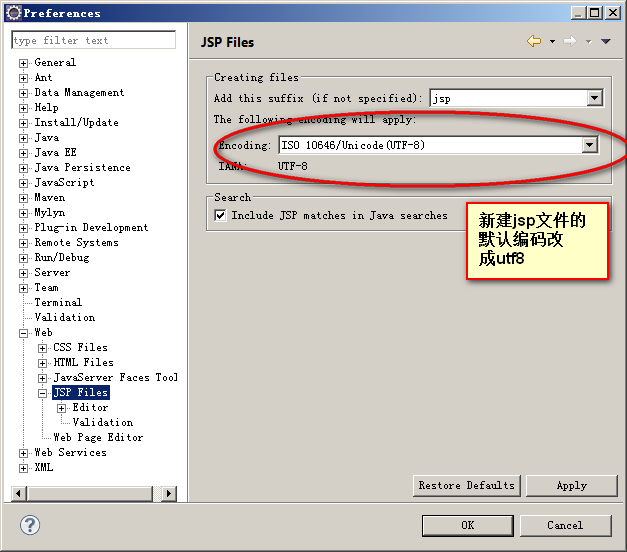 Preferences
type filter text
General
Ant
Data Management
Help
Install/Update
Java
Java EE
Java Persistence
JavaScript
Maven
Mylyn
Plug-in Development
Remote Systems
Run/Debug
Server
Team
Terminal
Validation
Web
CSS Files
HTML Files
JavaServer Faces Tool
JSP Files
Editor
Validation
Web Page Editor
Web Services
XML
JSP Files
Creating files
Add this suffix (if not specified): jsp
The following encoding will apply:
Encoding: ISO 10646/Unicode(UTF-8)
IANA: UTF-8
Search
Include JSP matches in Java searches
新建jsp文件的
默认编码改
成utf8
Restore Defaults Apply
? OK Cancel